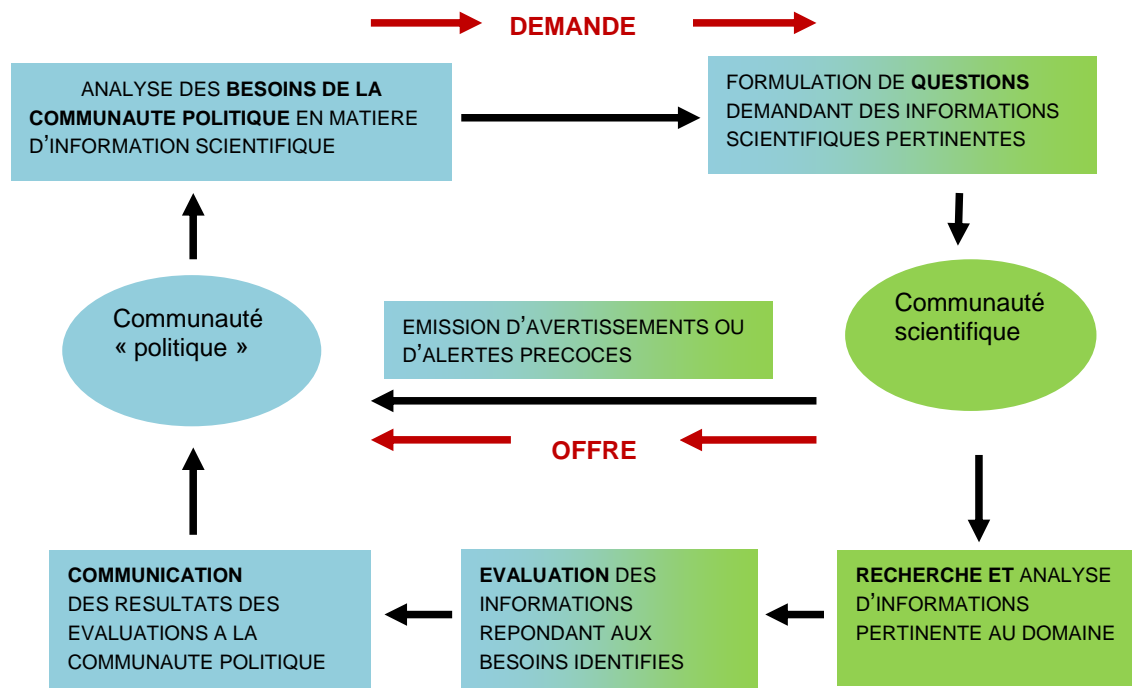 DEMANDE
ANALYSE DES BESOINS DE LA
COMMUNAUTE POLITIQUE EN MATIERE
D'INFORMATION SCIENTIFIQUE
FORMULATION DE QUESTIONS
DEMANDANT DES INFORMATIONS
SCIENTIFIQUES PERTINENTES
Communauté
« politique »
EMISSION D'AVERTISSEMENTS OU
D'ALERTES PRECOCES
Communauté
scientifique
OFFRE
COMMUNICATION
DES RESULTATS DES
EVALUATIONS A LA
COMMUNAUTE POLITIQUE
EVALUATION DES
INFORMATIONS
REPONDANT AUX
BESOINS IDENTIFIES
RECHERCHE ET ANALYSE
D'INFORMATIONS
PERTINENTE AU DOMAINE